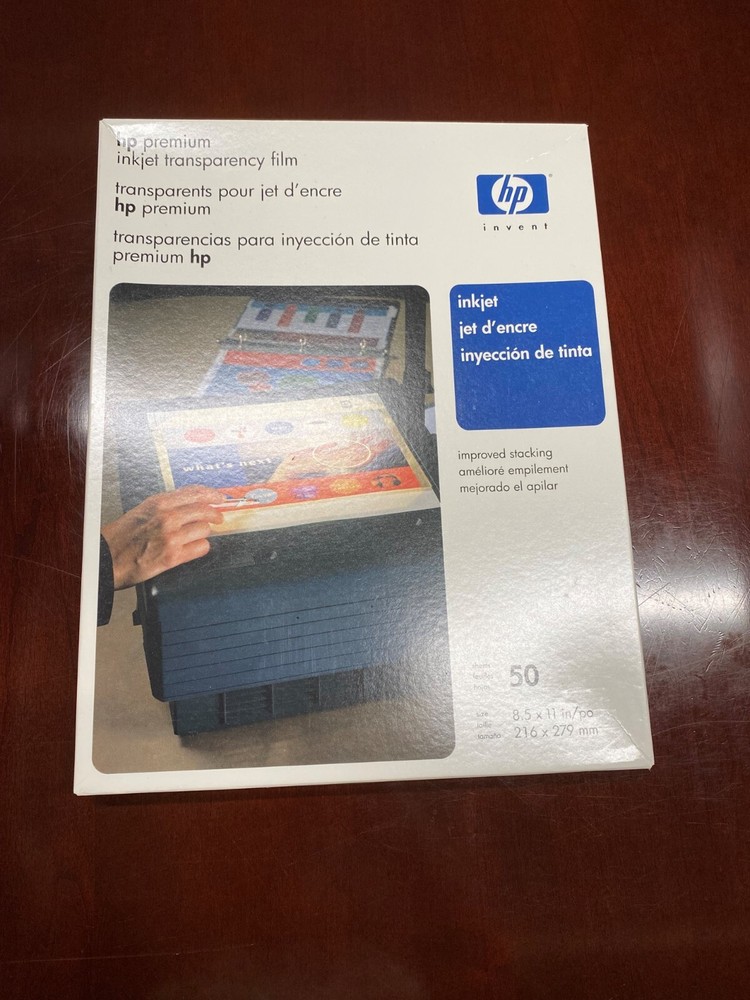 hp premium
inkjet transparency film
transparents pour jet d'encre
hp premium
transparencias para inyección de tinta
premium hp
hp
invent
inkjet
jet d'encre
inyección de tinta
improved stacking
amélioré empilement
mejorado el apilar
what's next
50
size 8.5 x 11 in/po
216 x 279 mm
tamaño